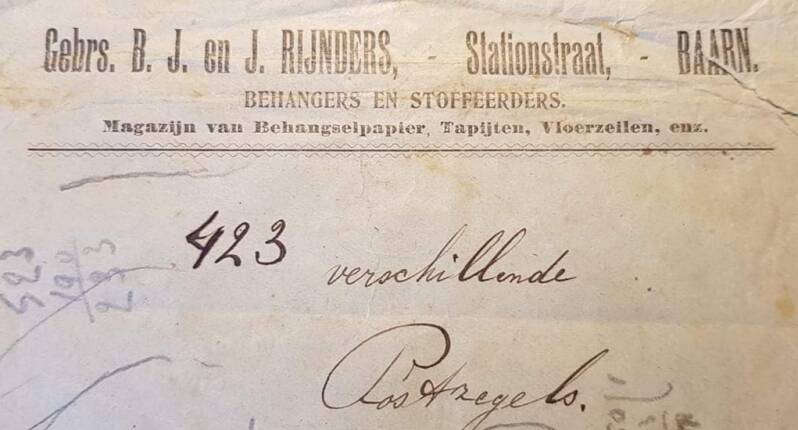 Gebrs. B. J. en J. RIJNDERS, - Stationstraat, - BAARN.
BEHANGERS EN STOFFEERDERS.
Magazijn van Behangselpapier, Tapijten, Vloerzeilen, enz.
423 verschillende
Postzegels.